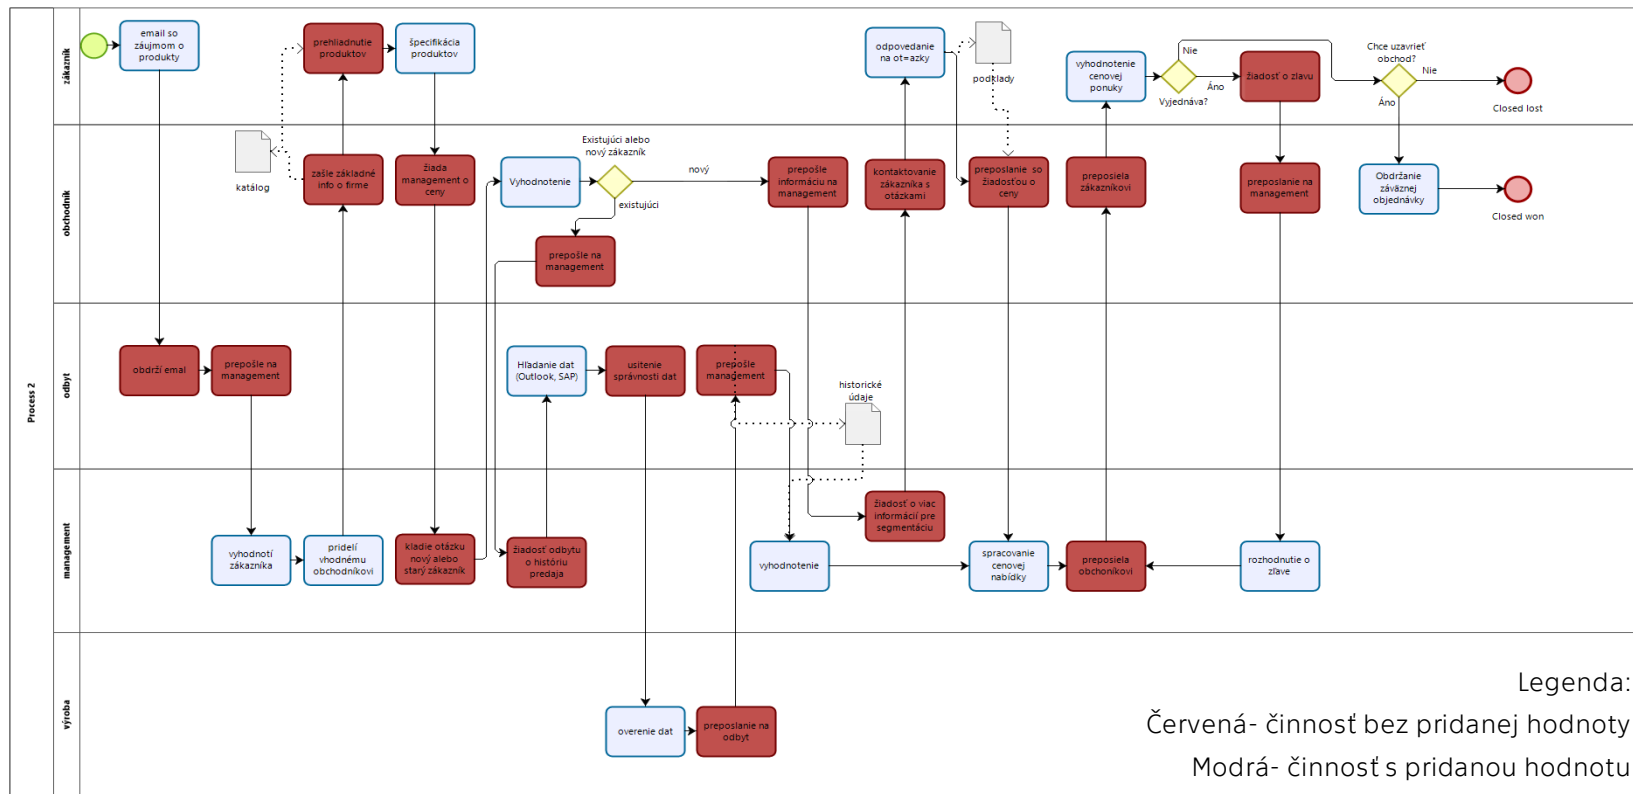 Process 2
zákazník
email so
záujmom o
produkty
prehliadnutie
produktov
špecifikácia
produktov
odpovedanie
na ot=azky
podklady
vyhodnotenie
cenovej
ponuky
Nie
Vyjednáva?
Áno
žiadosť o zlavu
Chce uzavrieť
obchod?
Nie
Áno
Closed lost
obchodník
katálog
zašle základné
info o firme
žiada
management o
ceny
Vyhodnotenie
Existujúci alebo
nový zákazník
nový
existujúci
prepošle na
management
prepošle
informáciu na
management
kontaktovanie
zákazníka s
otázkami
preposlanie so
žiadosťou o
ceny
preposiela
zákazníkovi
preposlanie na
management
Obdržanie
záväznej
objednávky
Closed won
odbyt
obdrží emal
prepošle na
management
Hľadanie dat
(Outlook, SAP)
usitenie
správnosti dat
prepošle
management
historické
údaje
management
vyhodnotí
zákazníka
pridelí
vhodnému
obchodníkovi
kladie otázku
nový alebo
starý zákazník
žiadosť odbytu
o históriu
predaja
vyhodnotenie
žiadosť o viac
informácií pre
segmentáciu
spracovanie
cenovej
nabídky
preposiela
obchoníkovi
rozhodnutie o
zľave
výroba
overenie dat
preposlanie na
odbyt
Legenda:
Červená- činnosť bez pridanej hodnoty
Modrá- činnosť s pridanou hodnotu